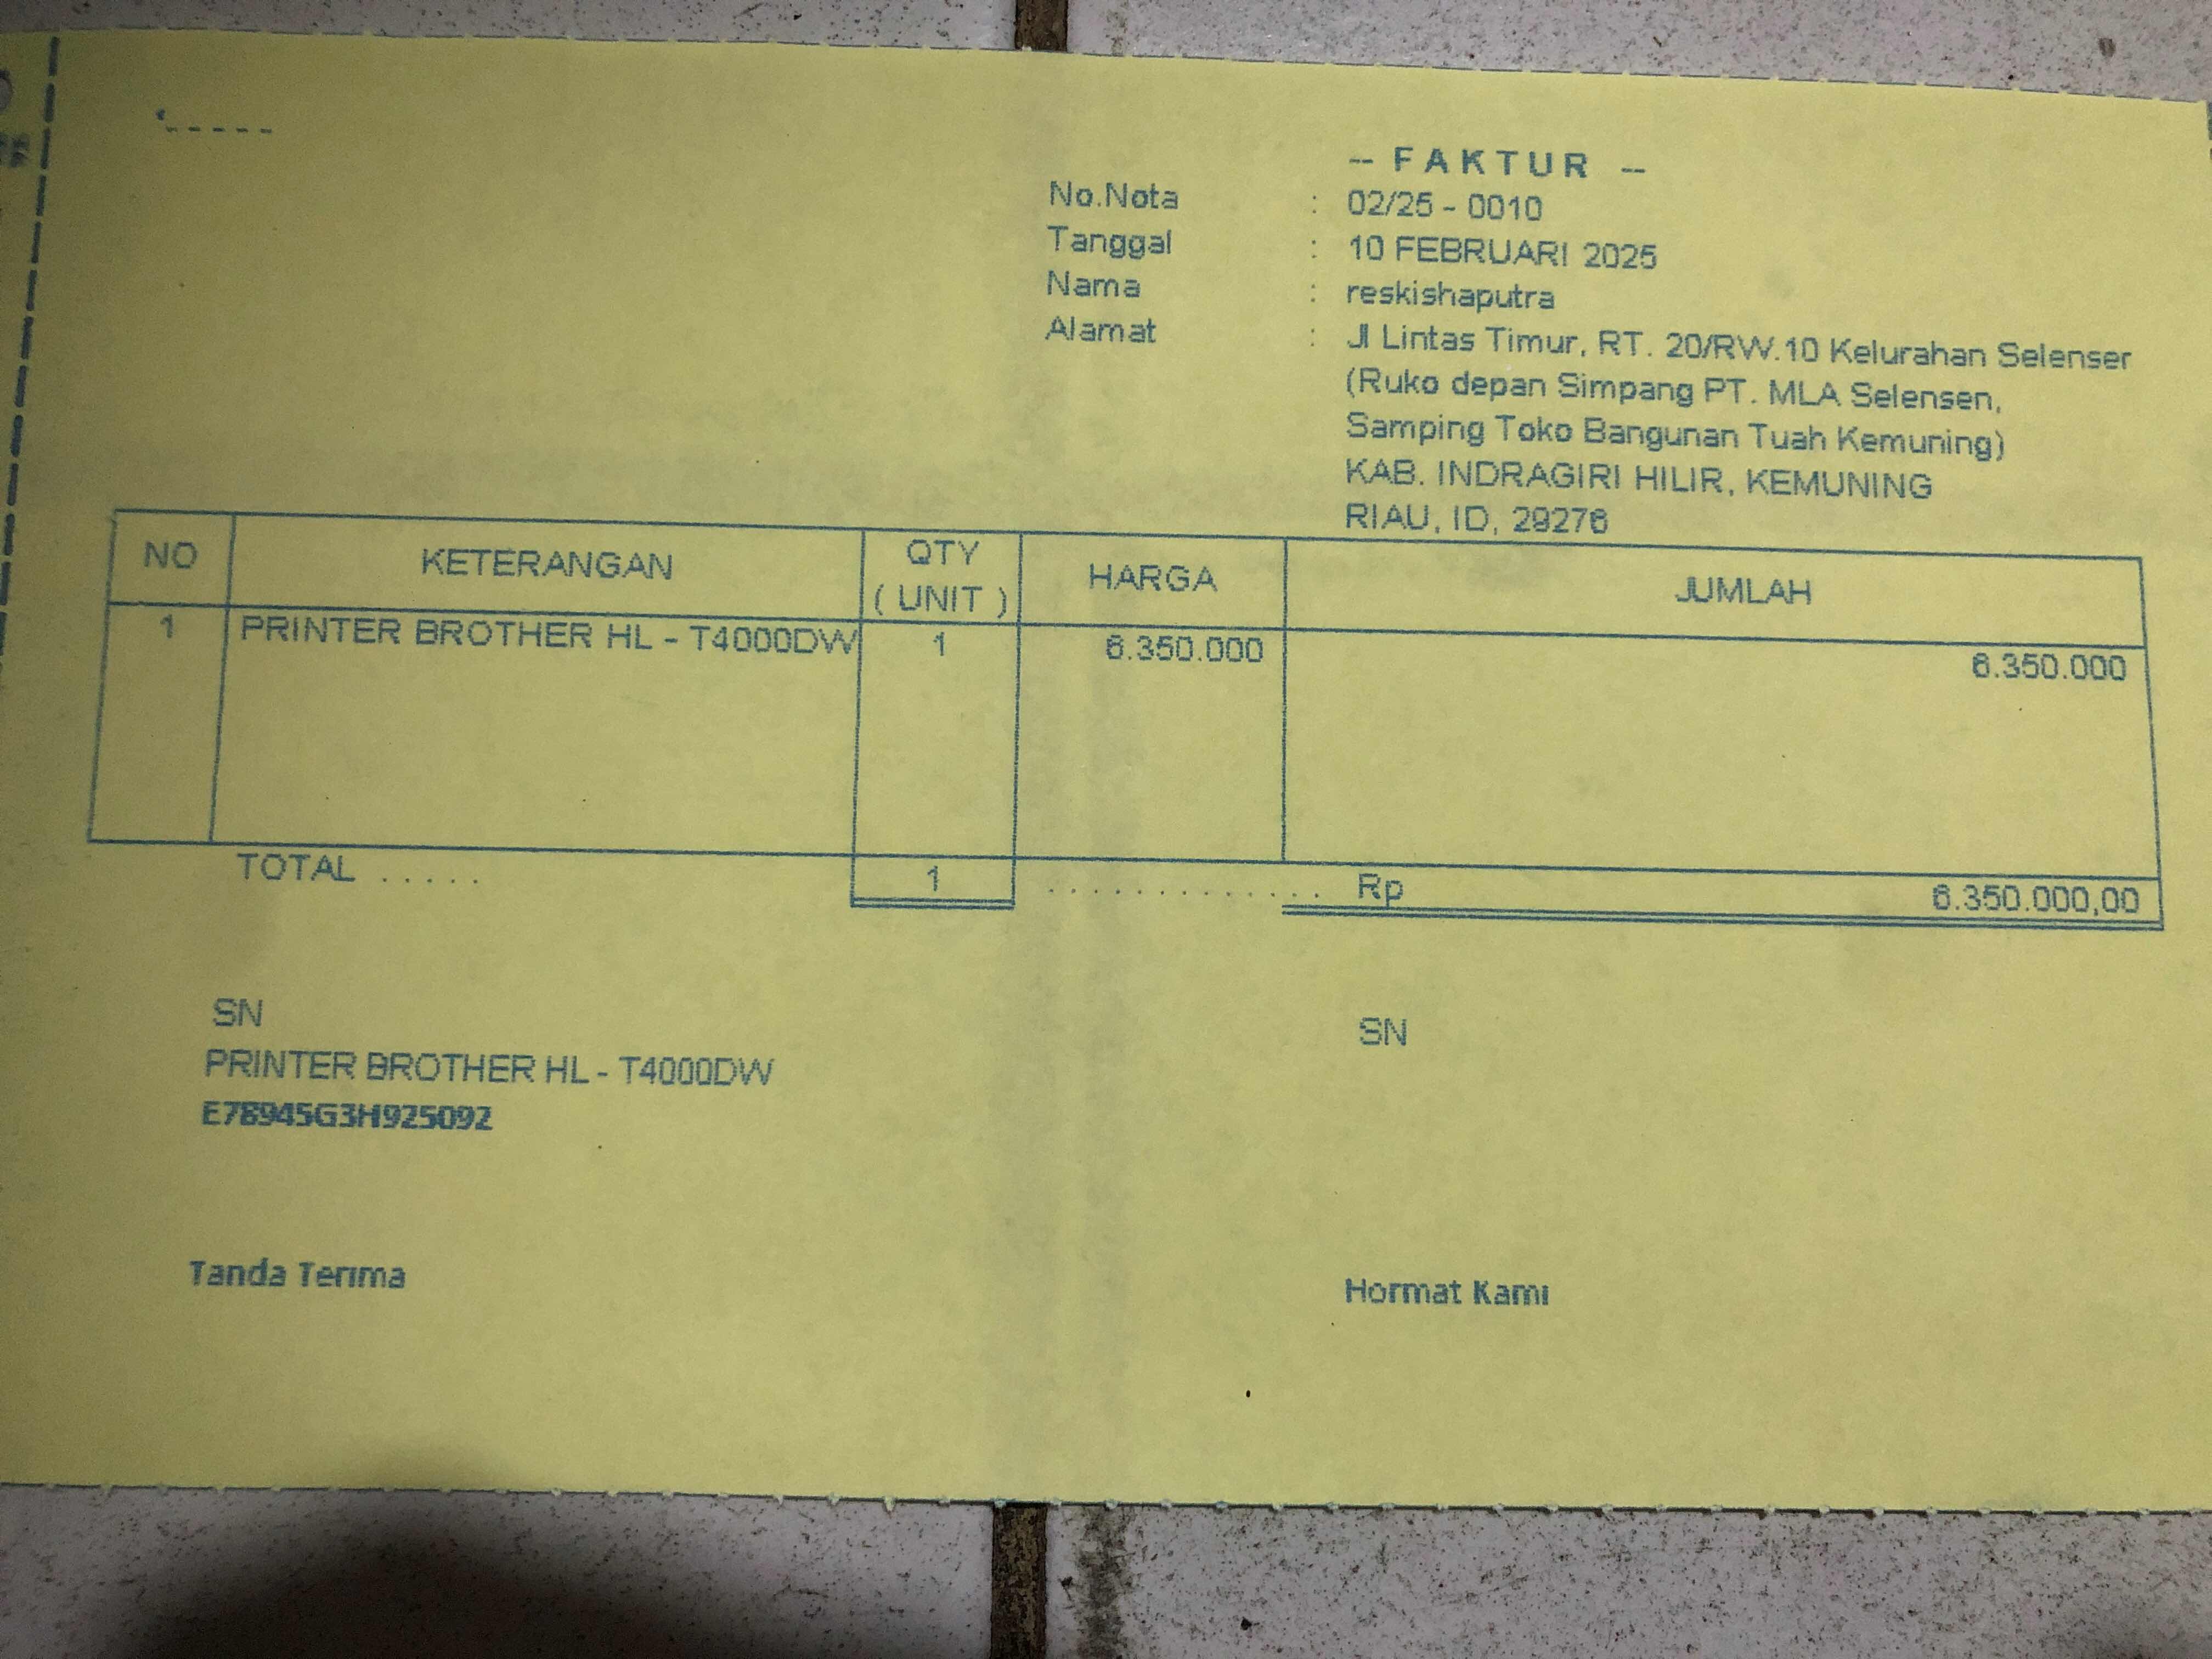 -- FAKTUR --
No.Nota : 02/25 - 0010
Tanggal : 10 FEBRUARI 2025
Nama : reskishaputra
Alamat : Jl Lintas Timur, RT. 20/RW.10 Kelurahan Selenser
(Ruko depan Simpang PT. MLA Selensen,
Samping Toko Bangunan Tuah Kemuning)
KAB. INDRAGIRI HILIR, KEMUNING
RIAU, ID, 29276
NO KETERANGAN QTY ( UNIT ) HARGA JUMLAH
1 PRINTER BROTHER HL - T4000DW 1 6.350.000 6.350.000
TOTAL ..... 1 ............. Rp 6.350.000,00
SN SN
PRINTER BROTHER HL - T4000DW
E78945G3H925092
Tanda Terima Hormat Kami